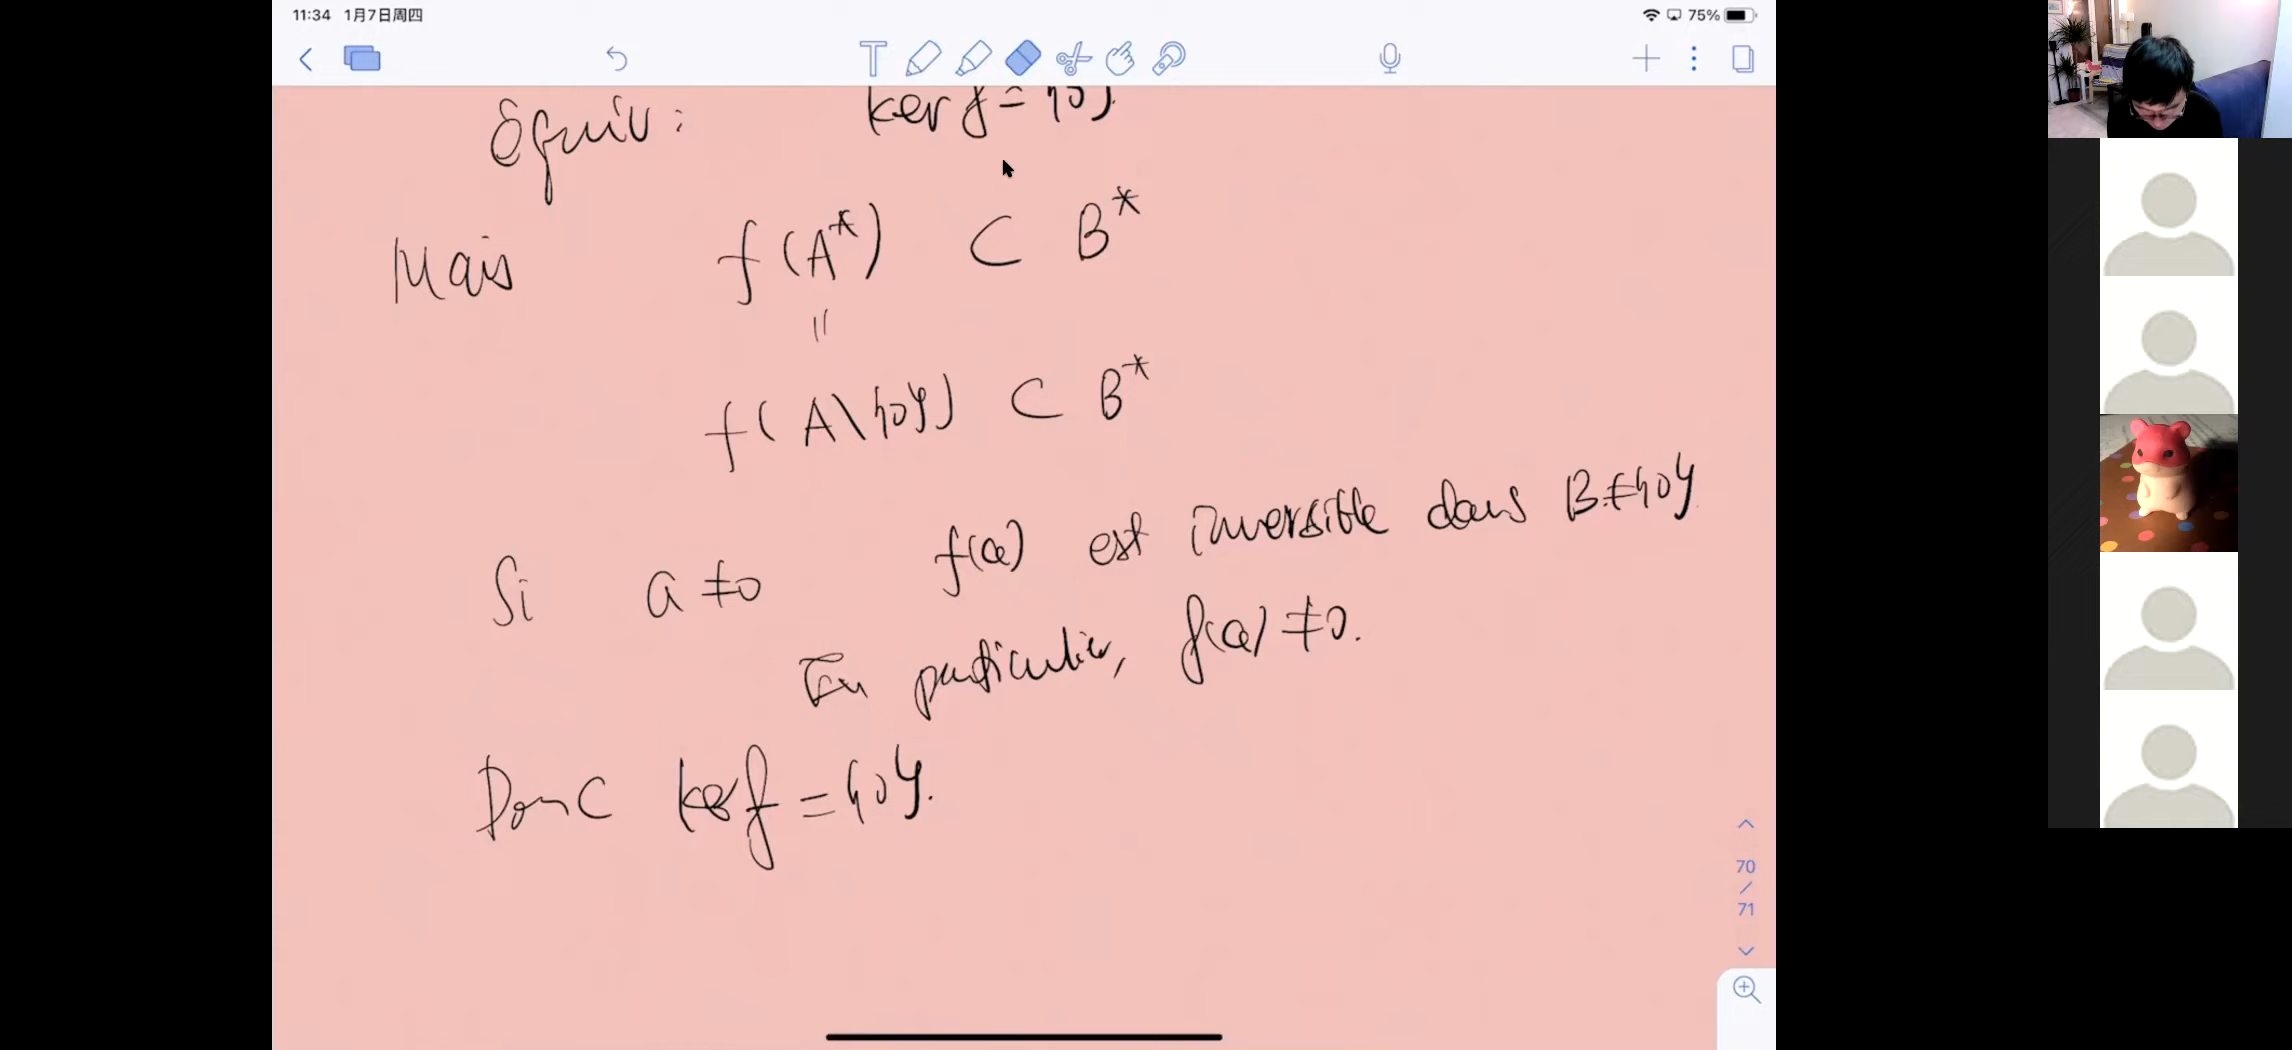 11:34 1月7日周四
75%
Équiv: ker f = {0}.
Mais f(A*) ⊂ B*
=
f(A\{0}) ⊂ B*
Si a ≠ 0 f(a) est inversible dans B ≠ {0}.
En particulier, f(a) ≠ 0.
Donc ker f = {0}.
70
/
71